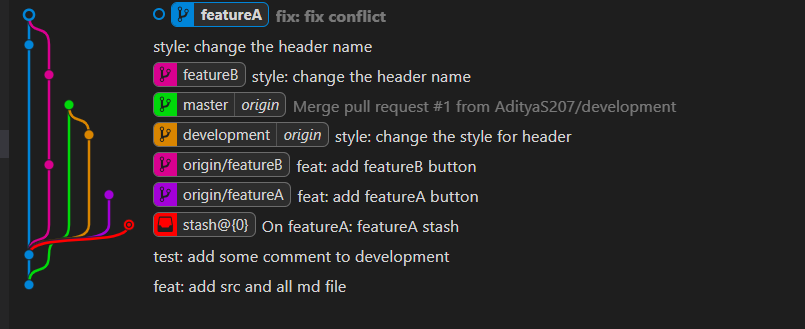 featureA fix: fix conflict
style: change the header name
featureB style: change the header name
master origin Merge pull request #1 from AdityaS207/development
development origin style: change the style for header
origin/featureB feat: add featureB button
origin/featureA feat: add featureA button
stash@{0} On featureA: featureA stash
test: add some comment to development
feat: add src and all md file